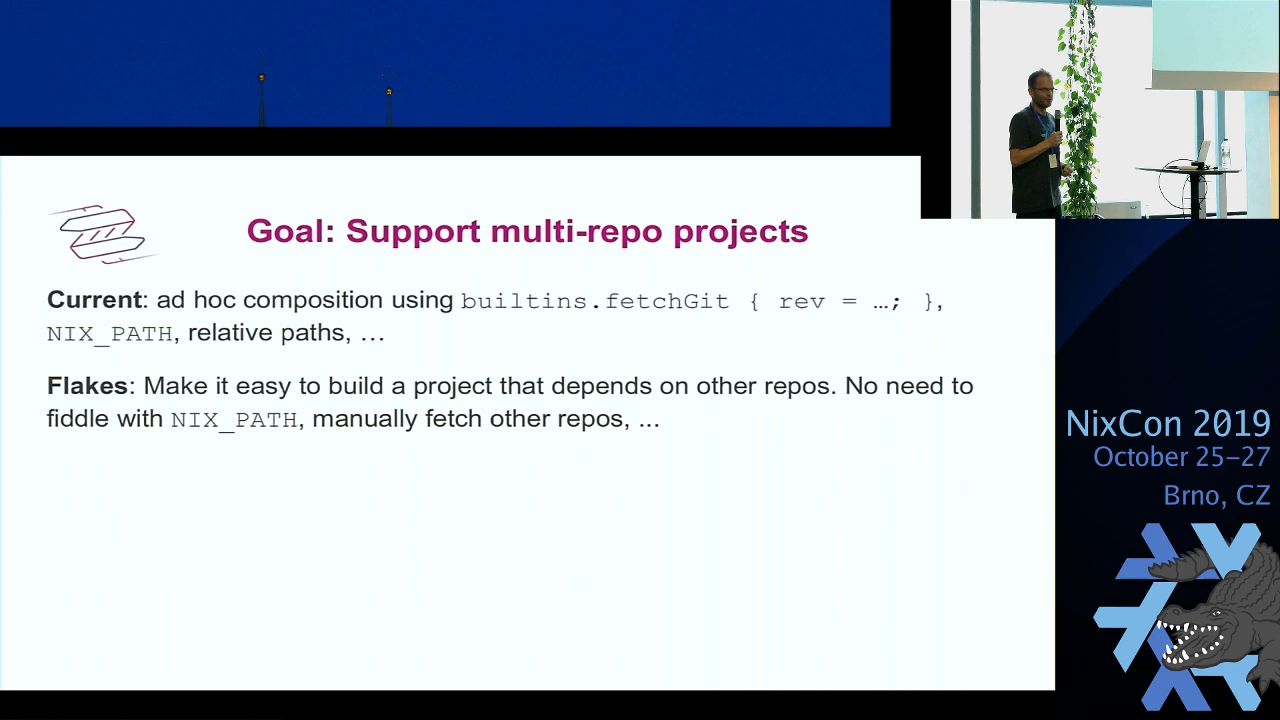 Goal: Support multi-repo projects
Current: ad hoc composition using builtins.fetchGit { rev = …; },
NIX_PATH, relative paths, …
Flakes: Make it easy to build a project that depends on other repos. No need to
fiddle with NIX_PATH, manually fetch other repos, ...
NixCon 2019
October 25–27
Brno, CZ